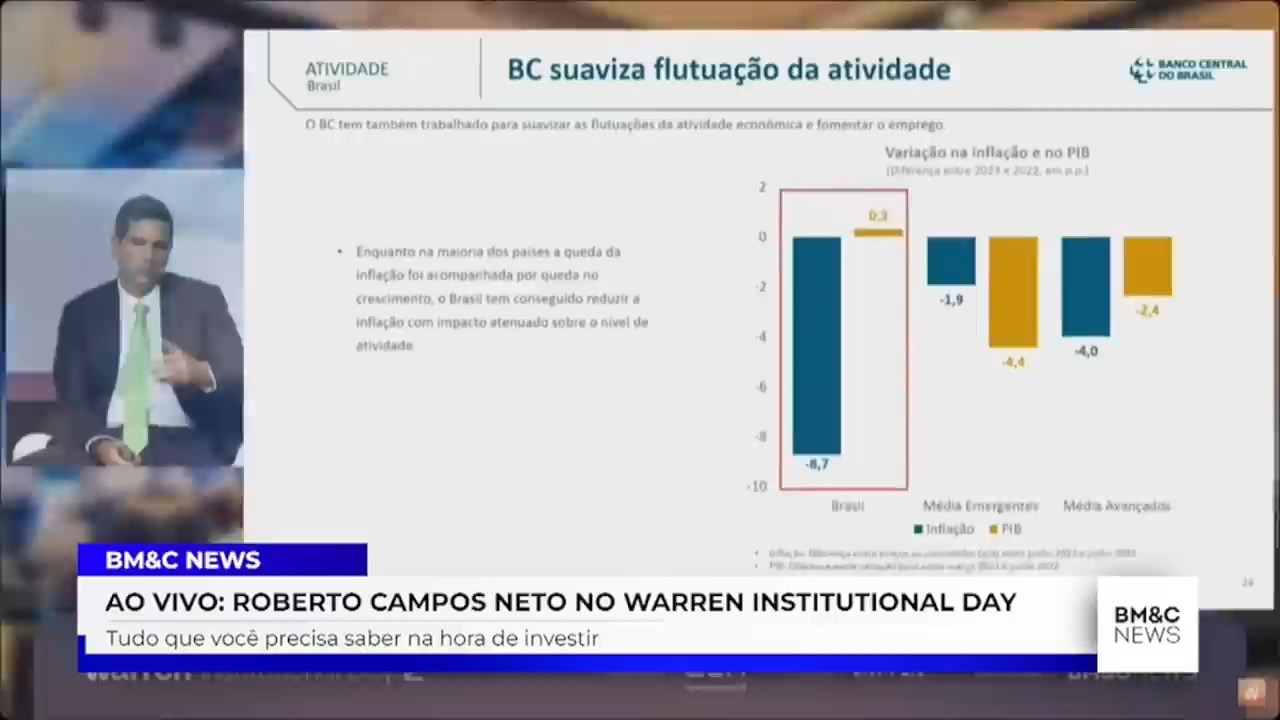 ATIVIDADE
Brasil
BC suaviza flutuação da atividade
BANCO CENTRAL
DO BRASIL
O BC tem também trabalhado para suavizar as flutuações da atividade econômica e fomentar o emprego.
• Enquanto na maioria dos países a queda da
inflação foi acompanhada por queda no
crescimento, o Brasil tem conseguido reduzir a
inflação com impacto atenuado sobre o nível de
atividade.
Variação na Inflação e no PIB
(Diferença entre 2023 e 2022, em p.p.)
2
0
-2
-4
-6
-8
-10
0,3
-8,7
-1,9
-4,4
-4,0
-2,4
Brasil
Média Emergentes
Média Avançados
Inflação
PIB
BM&C NEWS
AO VIVO: ROBERTO CAMPOS NETO NO WARREN INSTITUTIONAL DAY
Tudo que você precisa saber na hora de investir
BM&C
NEWS